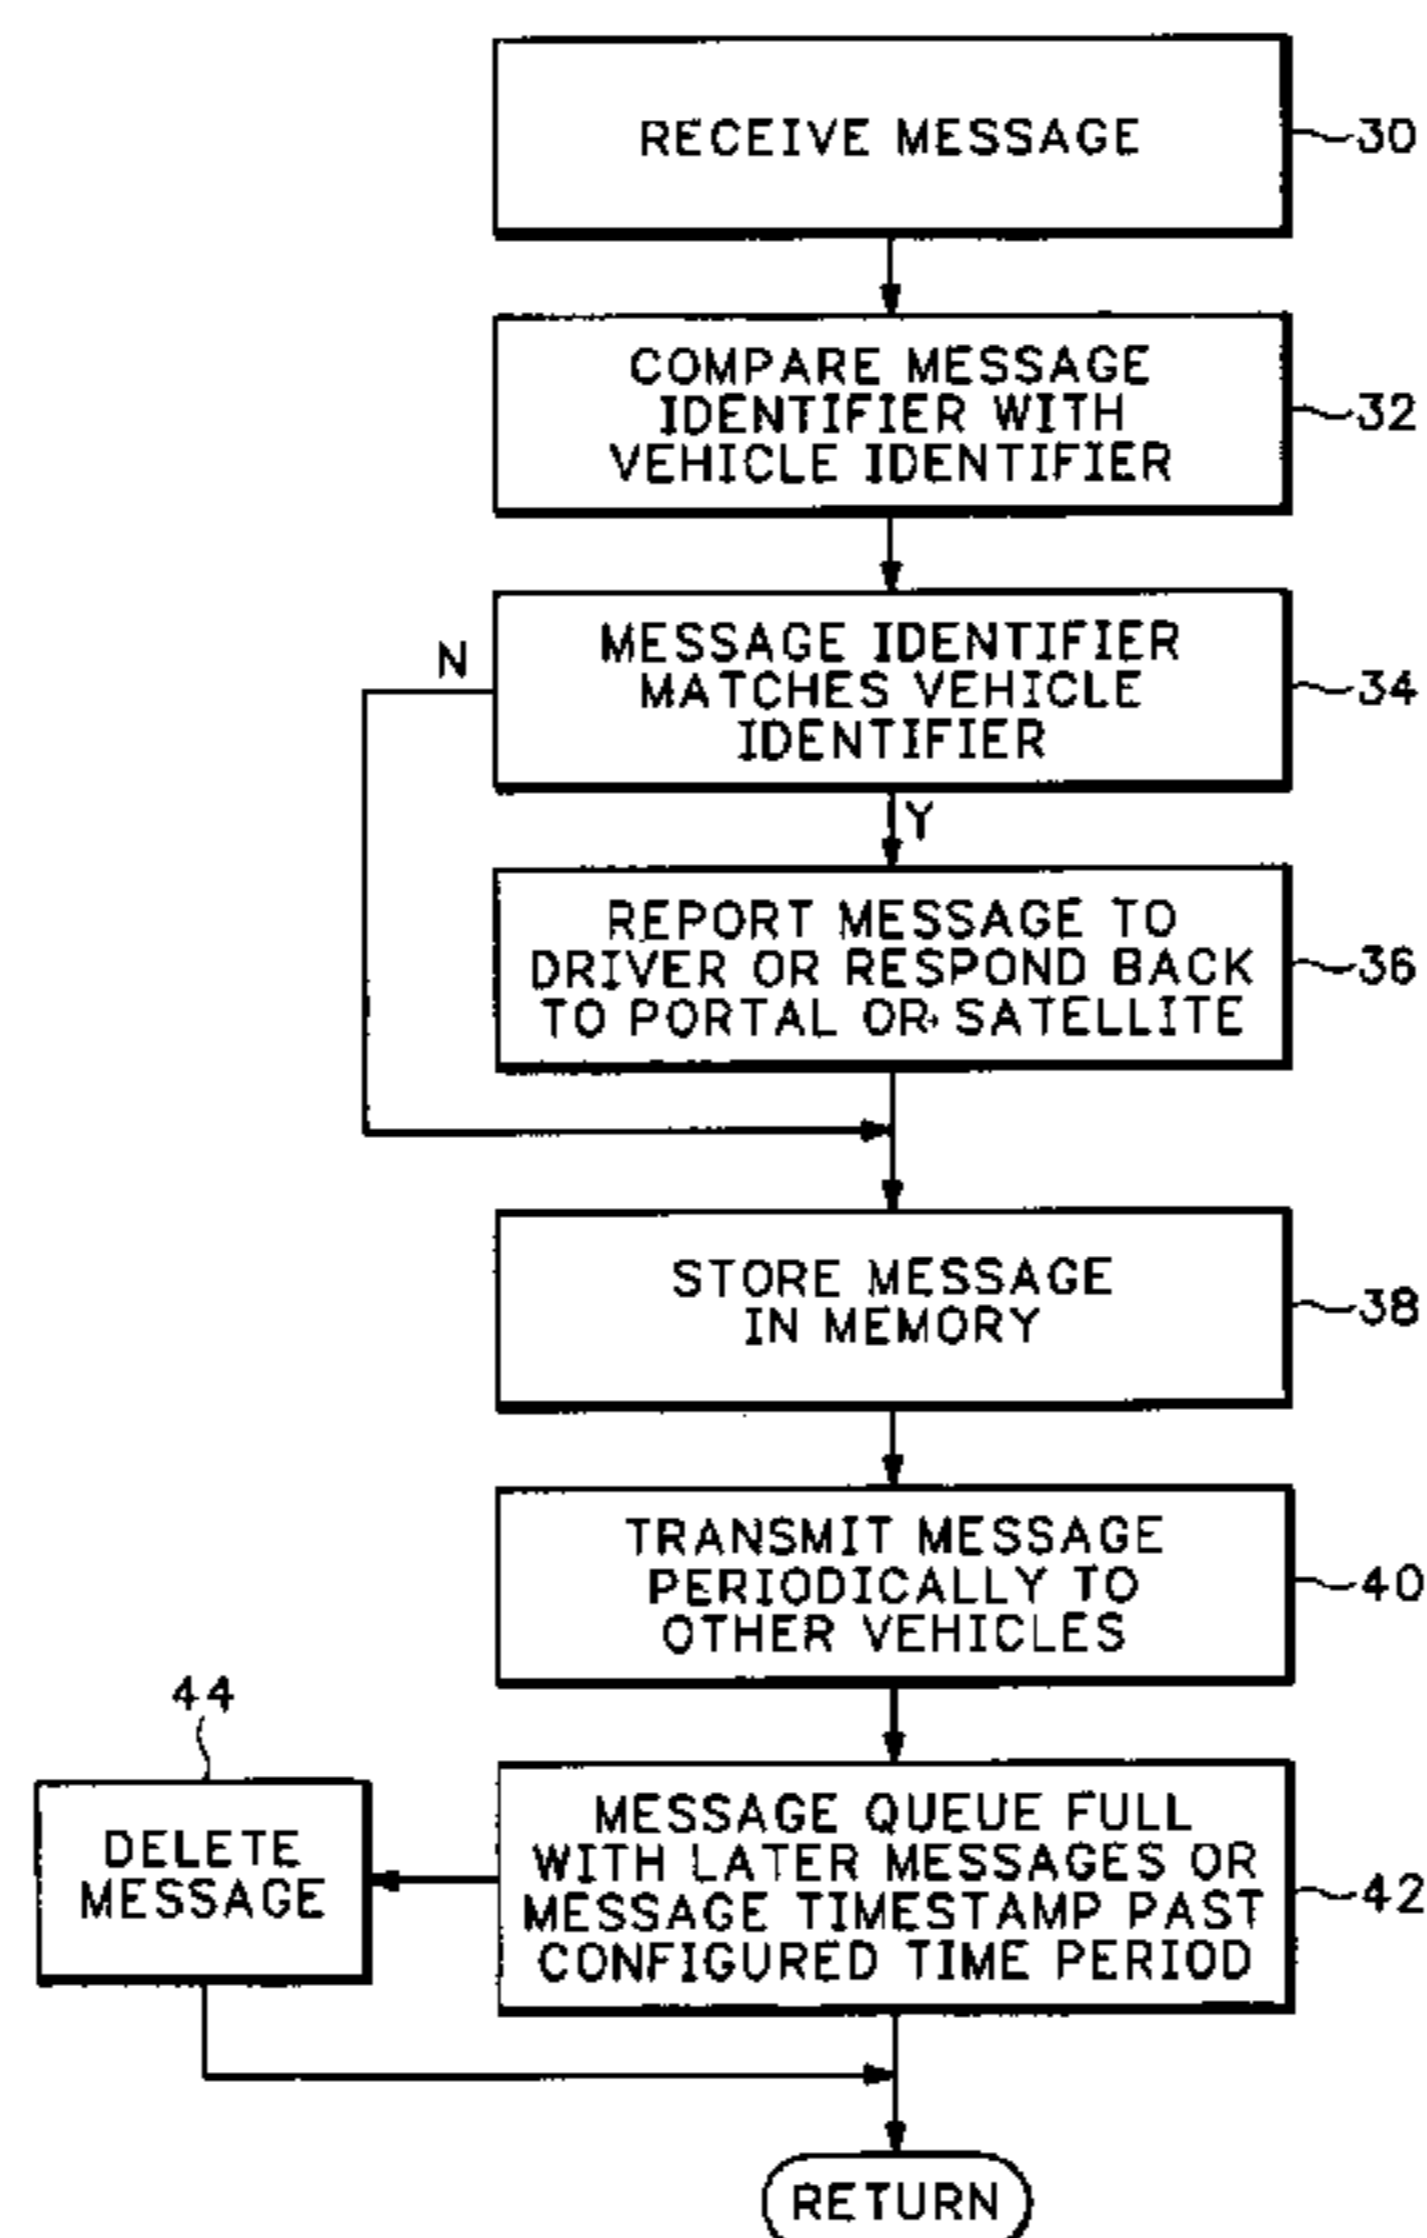 RECEIVE MESSAGE
30
COMPARE MESSAGE
IDENTIFIER WITH
VEHICLE IDENTIFIER
32
N
MESSAGE IDENTIFIER
MATCHES VEHICLE
IDENTIFIER
34
Y
REPORT MESSAGE TO
DRIVER OR RESPOND BACK
TO PORTAL OR SATELLITE
36
STORE MESSAGE
IN MEMORY
38
TRANSMIT MESSAGE
PERIODICALLY TO
OTHER VEHICLES
40
44
DELETE
MESSAGE
MESSAGE QUEUE FULL
WITH LATER MESSAGES OR
MESSAGE TIMESTAMP PAST
CONFIGURED TIME PERIOD
42
RETURN